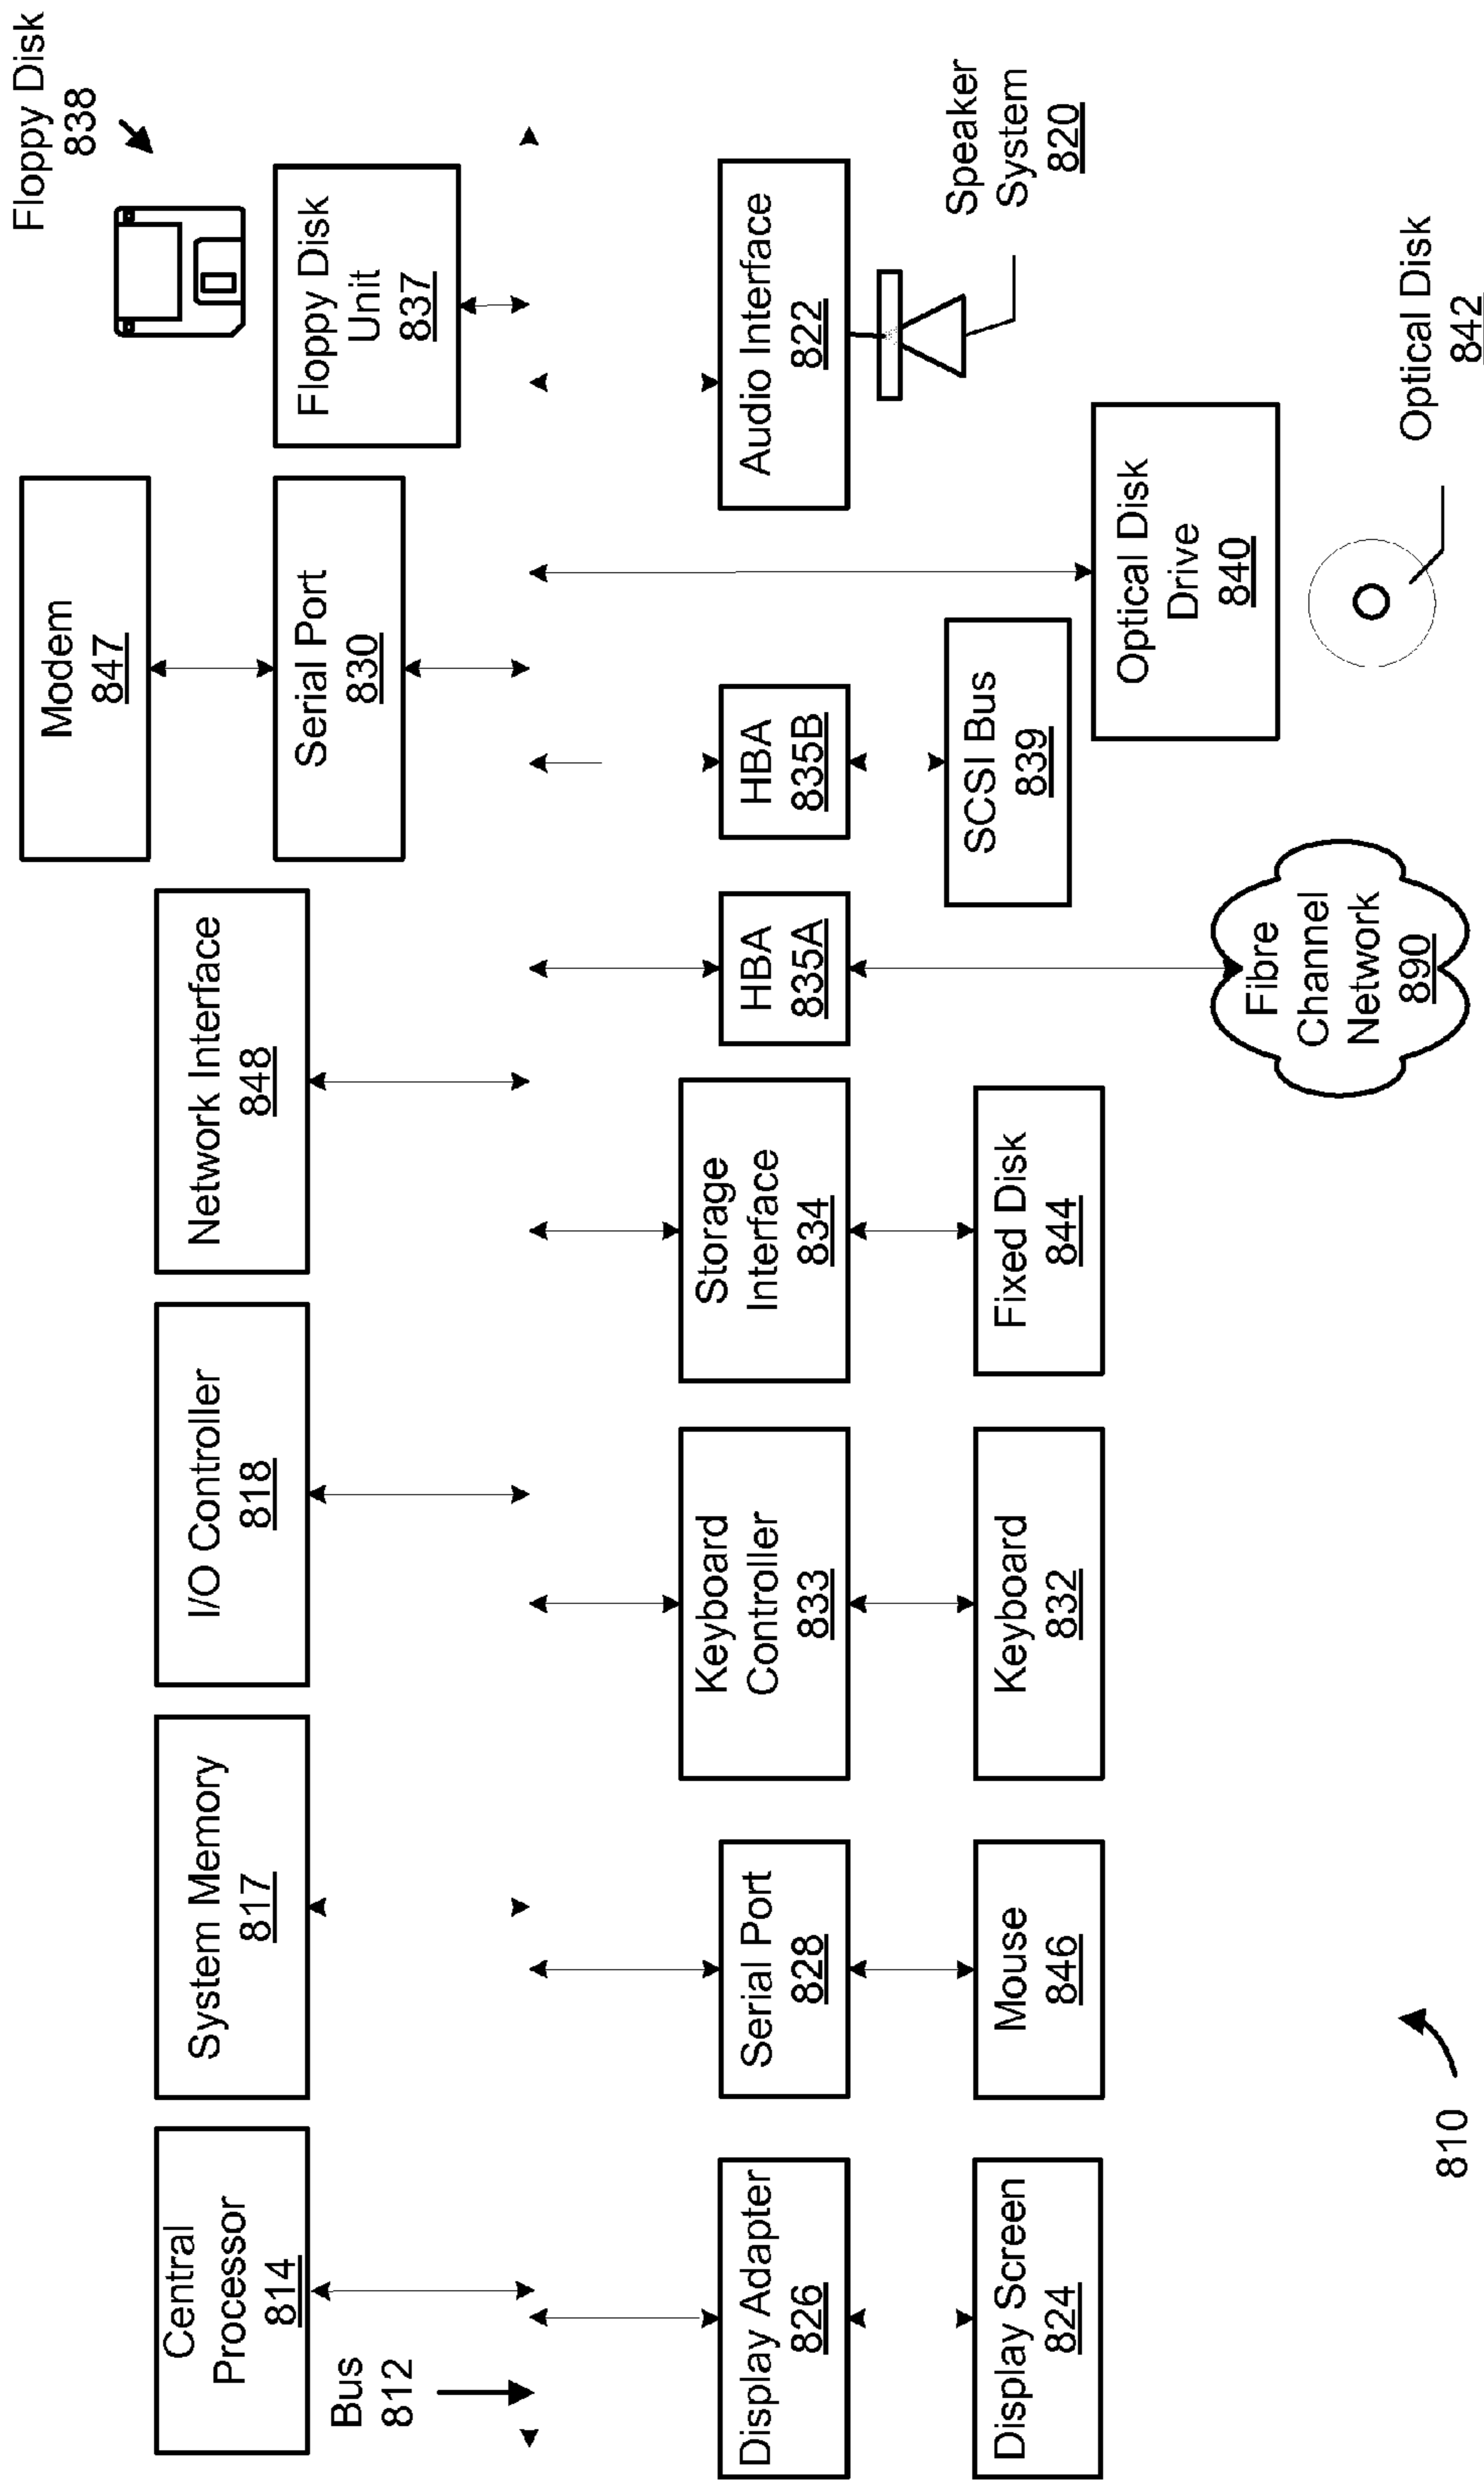 Central
Processor
814
System Memory
817
I/O Controller
818
Network Interface
848
Modem
847
Serial Port
830
Floppy Disk
838
Floppy Disk
Unit
837
Bus
812
Display Adapter
826
Serial Port
828
Keyboard
Controller
833
Storage
Interface
834
HBA
835A
HBA
835B
Audio Interface
822
Display Screen
824
Mouse
846
Keyboard
832
Fixed Disk
844
SCSI Bus
839
Speaker
System
820
Optical Disk
Drive
840
Fibre
Channel
Network
890
Optical Disk
842
810